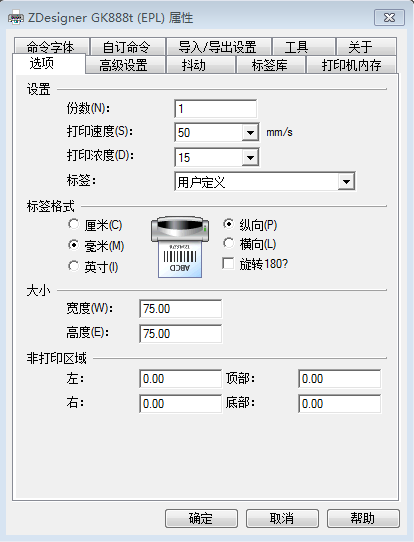 ZDesigner GK888t (EPL) 属性
命令字体 自订命令 导入/导出设置 工具 关于
选项 高级设置 抖动 标签库 打印机内存
设置
份数(N): 1
打印速度(S): 50 mm/s
打印浓度(D): 15
标签: 用户定义
标签格式
厘米(C) 纵向(P)
毫米(M) 横向(L)
英寸(I) 旋转180?
12345678
ABCD
大小
宽度(W): 75.00
高度(E): 75.00
非打印区域
左: 0.00 顶部: 0.00
右: 0.00 底部: 0.00
确定 取消 帮助